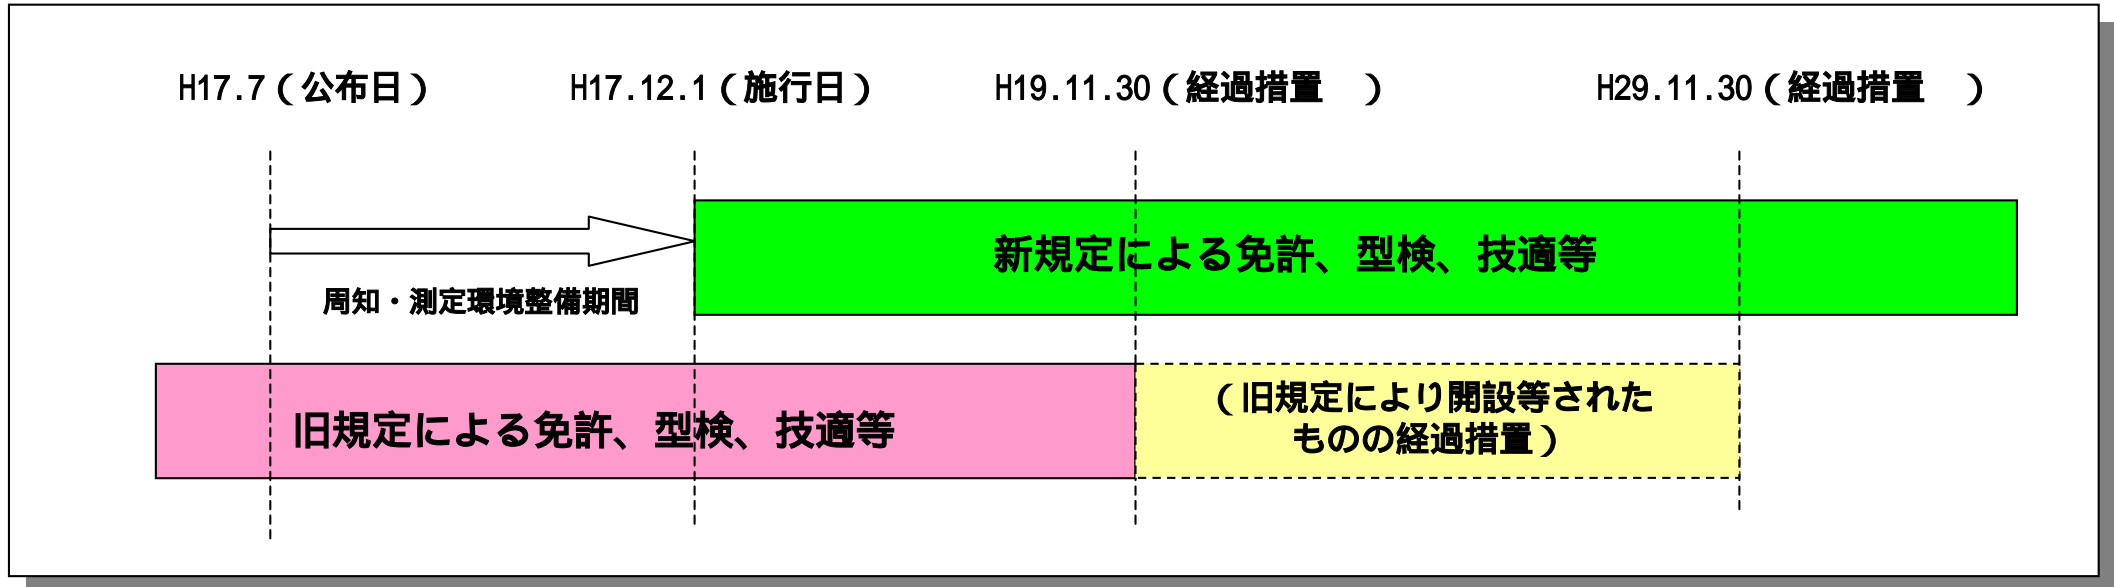 H17.7(公布日)
H17.12.1(施行日)
H19.11.30(経過措置　)
H29.11.30(経過措置　)
新規定による免許、型検、技適等
周知・測定環境整備期間
旧規定による免許、型検、技適等
(旧規定により開設等された
ものの経過措置)